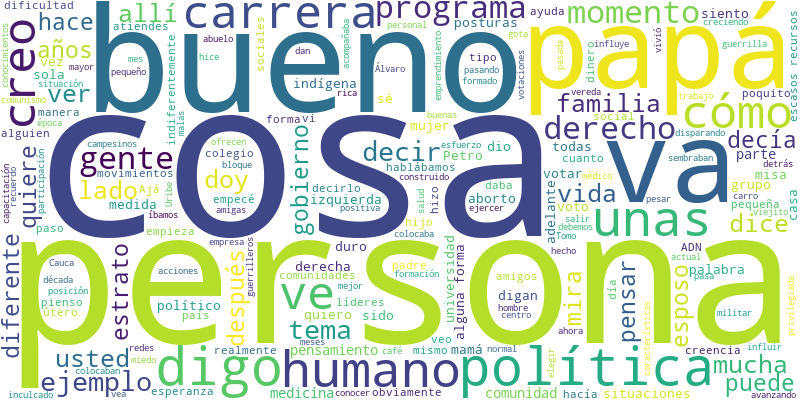 dificultad
allí
carrera
programa
momento
hace
atiendes
abuelo
dan
personal
posturas
ayuda
siento
creciendo
creo
conocimientos
años
mes
hice
acompañaba
gota
influye
vivió
guerrilla
escasos recursos
vez
pequeño
bueno
papá
sola
situación
mayor
sociales
Álvaro
tipo
emprendimiento
votaciones
pasada
dinero
poquito
cómo
ver
comunismo
indiferentemente
indígena
rica
pasando
formado
vereda
familia
manera
malas
forma
vi
sé
buenas
trabajo
social
alguien
época
cosa
mujer
derecho
disparando
decía
campesinos
ofrecen
colegio
decir
esfuerzo
dio
todas
cuanto
va
sembraban
parte
detrás
gente
movimientos
bloque
hablábamos
Petro
votar
médico
misa
quiere
capacitación
recuerdo
participación
lado
Ajá
Uribe
doy
gobierno
decirlo
construido
salud
daba
aborto
adelante
vida
grupo
medida
empecé
amigas
izquierda
positiva
hizo
ejercer
voto
pesar
unas
pequeña
carro
viejito
casa
paso
íbamos
colocaba
hijo
salir
debemos
dice
diferente
persona
empieza
duro
Tomo
hecho
ADN
actual
Cauca
estrato
después
empresa
guerrilleros
derecha
padre
universidad
alguna forma
amigos
mira
pensar
esposo
palabra
pasa
privilegiada
década
posición
acciones
ve
comunidades
mejor
formación
hombre
centro
día
características
pienso
útero
político
país
tema
líderes
quiero
sido
digan
militar
usted
redes
realmente
pensamiento
café
mismo
veo
mamá
normal
elegir
ahora
creencia
influir
ejemplo
miedo
colocaban
digo
meses
humano
política
mucha
puede
inculcado
vea
esperanza
medicina
conocer
obviamente
comunidad
hacía
situaciones
avanzando